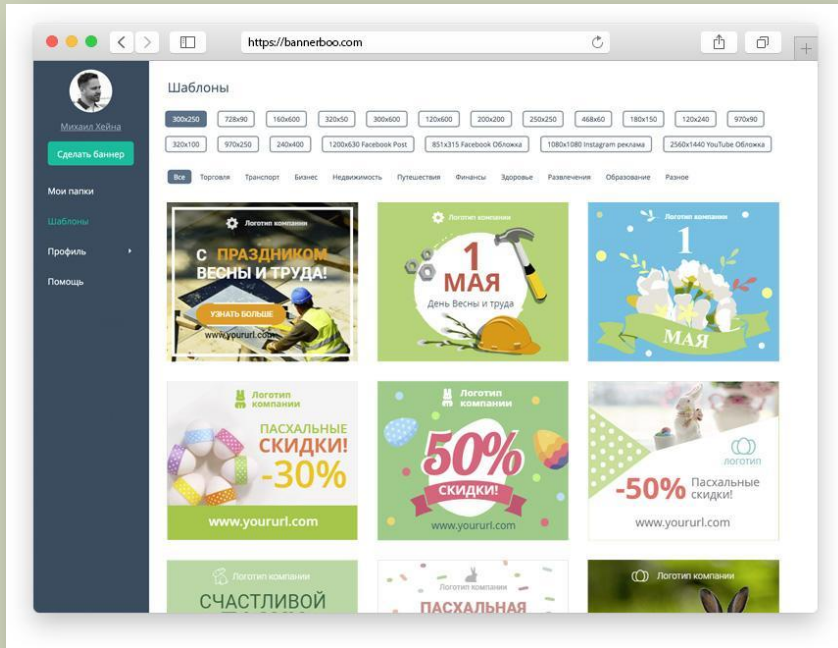 https://bannerboo.com
Шаблоны
300x250 728x90 160x600 320x50 300x600 120x600 200x200 250x250 468x60 180x150 120x240 970x90
320x100 970x250 240x400 1200x630 Facebook Post 851x315 Facebook Обложка 1080x1080 Instagram реклама 2560x1440 YouTube Обложка
Все Торговля Транспорт Бизнес Недвижимость Путешествия Финансы Здоровье Развлечения Образование Разное
Михаил Хейна
Сделать баннер
Мои папки
Шаблоны
Профиль
Помощь
Логотип компании
С ПРАЗДНИКОМ
ВЕСНЫ И ТРУДА!
УЗНАТЬ БОЛЬШЕ
www.yoururl.com
Логотип компании
1
МАЯ
День Весны и труда
Логотип компании
1
МАЯ
Логотип
компании
ПАСХАЛЬНЫЕ
СКИДКИ!
-30%
www.yoururl.com
Логотип
компании
50%
СКИДКИ!
www.yoururl.com
ЛОГОТИП
-50% Пасхальные
скидки!
www.yoururl.com
Логотип компании
СЧАСТЛИВОЙ
Логотип компании
ПАСХАЛЬНАЯ
Логотип компании